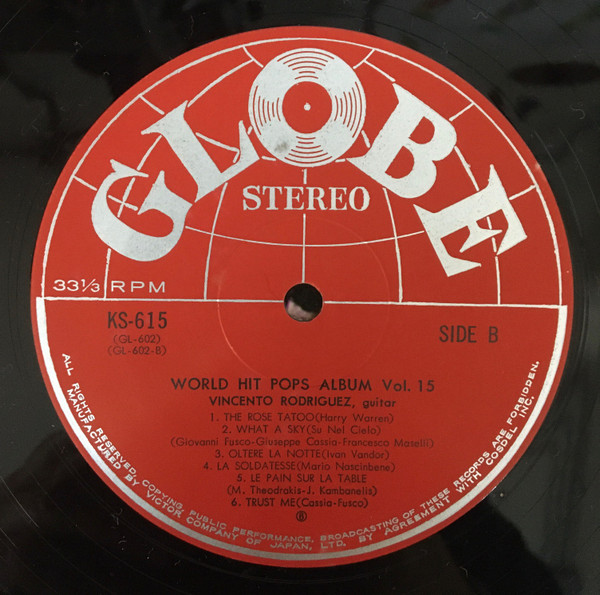 GLOBE
STEREO
33 1/3 RPM
KS-615
(GL-602)
(GL-602-B)
SIDE B
WORLD HIT POPS ALBUM Vol. 15
VINCENTO RODRIGUEZ, guitar
1. THE ROSE TATOO(Harry Warren)
2. WHAT A SKY(Su Nel Cielo)
(Giovanni Fusco-Giuseppe Cassia-Francesco Maselli)
3. OLTERE LA NOTTE(Ivan Vandor)
4. LA SOLDATESSE(Mario Nascinbene)
5. LE PAIN SUR LA TABLE
(M. Theodrakis-J. Kambanelis)
6. TRUST ME(Cassia-Fusco)
ALL RIGHTS RESERVED. COPYING, PUBLIC PERFORMANCE, BROADCASTING OF THESE RECORDS ARE FORBIDDEN.
MANUFACTURED BY VICTOR COMPANY OF JAPAN, LTD. BY AGREEMENT WITH COSDEL INC.